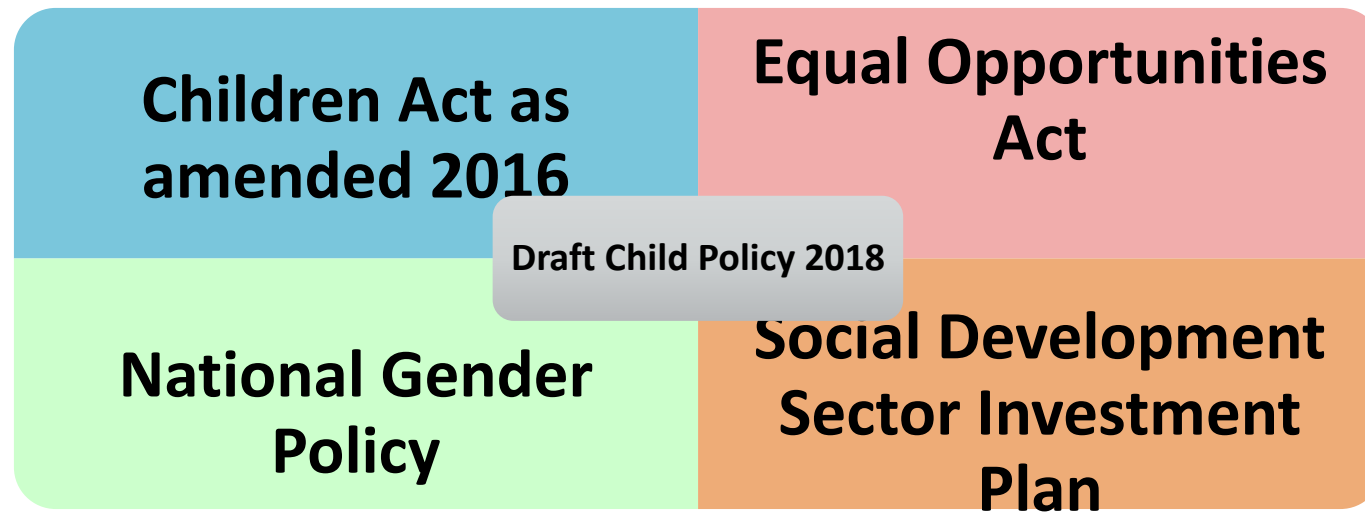 Children Act as
amended 2016
Equal Opportunities
Act
Draft Child Policy 2018
National Gender
Policy
Social Development
Sector Investment
Plan